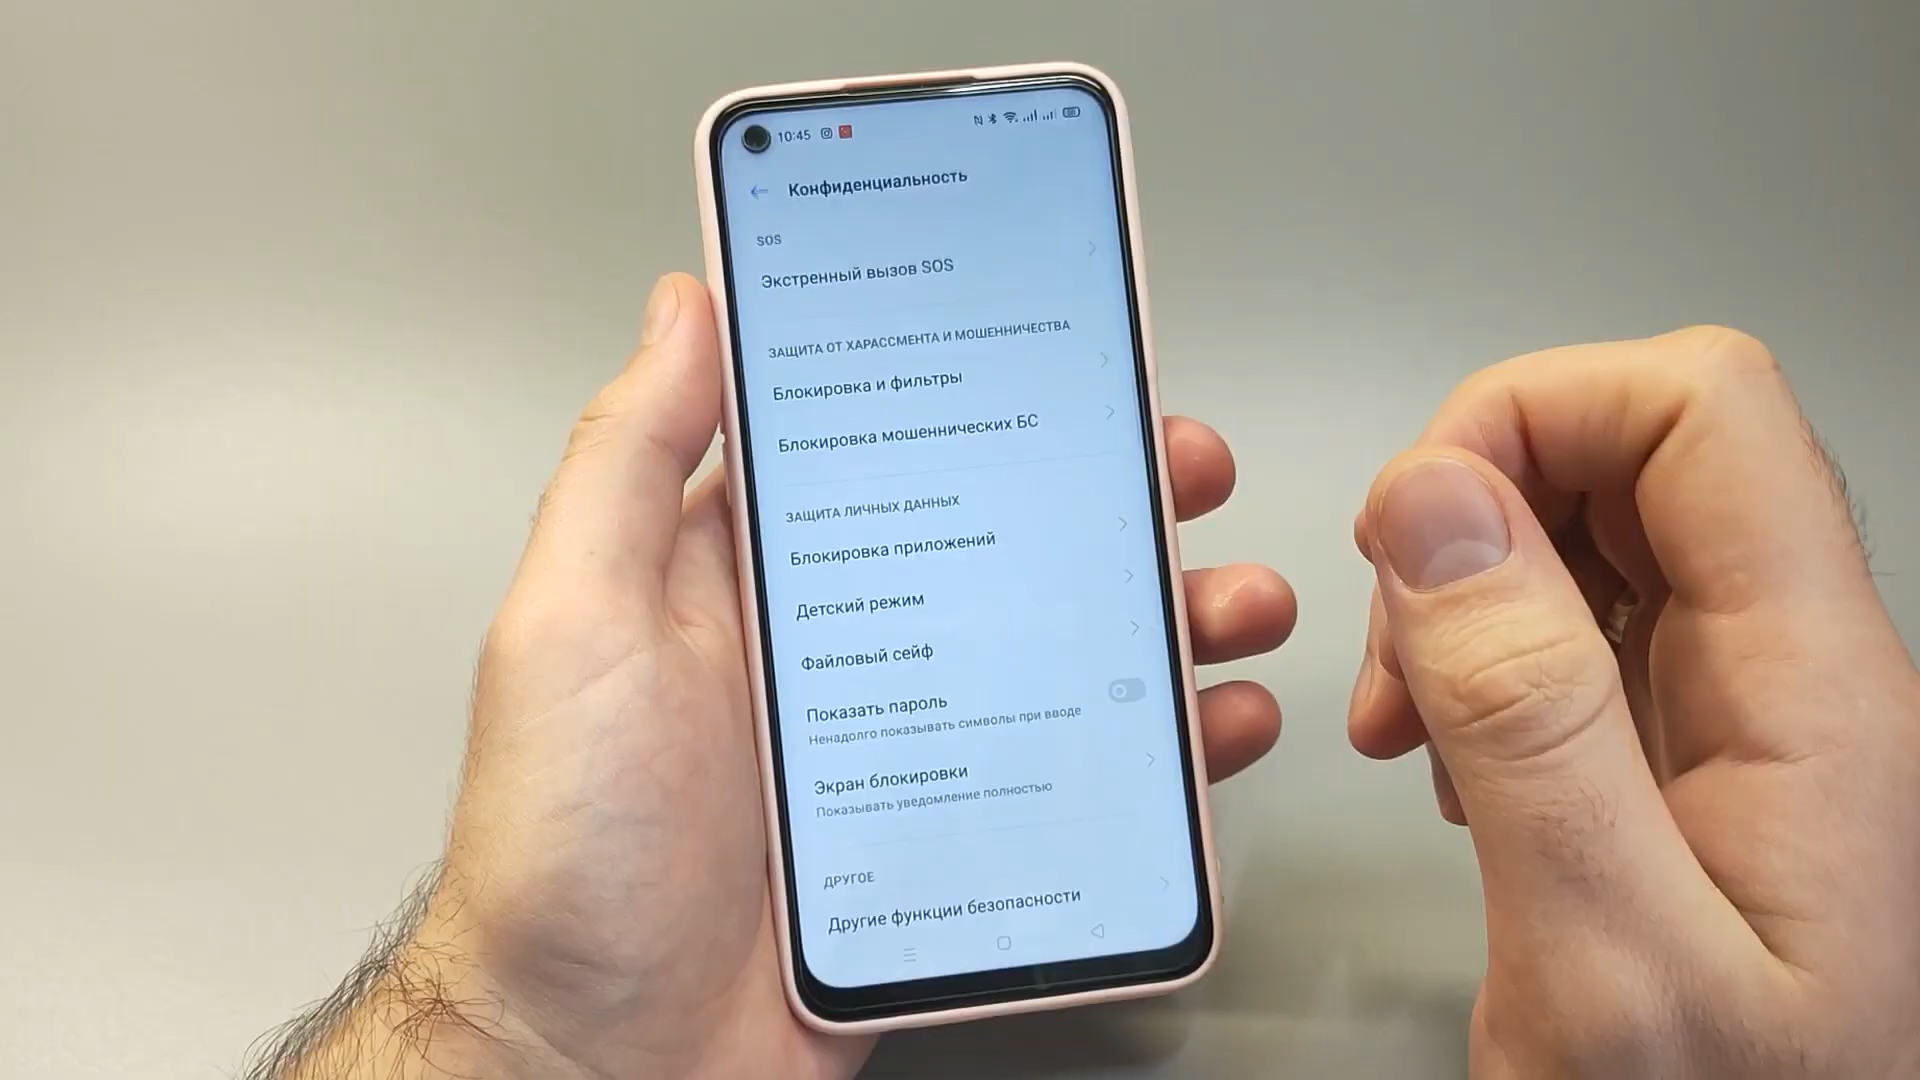 10:45
Конфиденциальность
SOS
Экстренный вызов SOS
ЗАЩИТА ОТ ХАРАССМЕНТА И МОШЕННИЧЕСТВА
Блокировка и фильтры
Блокировка мошеннических БС
ЗАЩИТА ЛИЧНЫХ ДАННЫХ
Блокировка приложений
Детский режим
Файловый сейф
Показать пароль
Ненадолго показывать символы при вводе
Экран блокировки
Показывать уведомление полностью
ДРУГОЕ
Другие функции безопасности